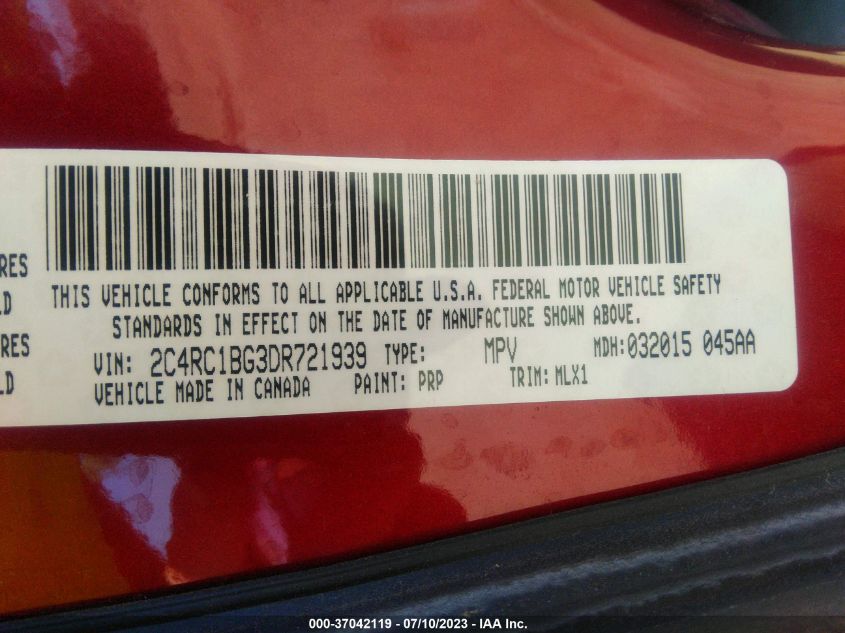 THIS VEHICLE CONFORMS TO ALL APPLICABLE U.S.A. FEDERAL MOTOR VEHICLE SAFETY
RES
LD
STANDARDS IN EFFECT ON THE DATE OF MANUFACTURE SHOWN ABOVE.
RES
LD
VIN: 2C4RC1BG3DR721939 TYPE: MPV MDH:032015 045AA
VEHICLE MADE IN CANADA PAINT: PRP TRIM: MLX1
000-37042119 - 07/10/2023 - IAA Inc.